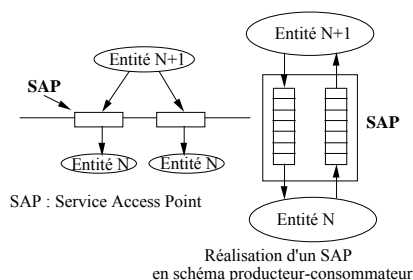 Entité N+1
SAP
Entité N
Entité N
SAP : Service Access Point
Entité N+1
SAP
Entité N
Réalisation d'un SAP
en schéma producteur-consommateur